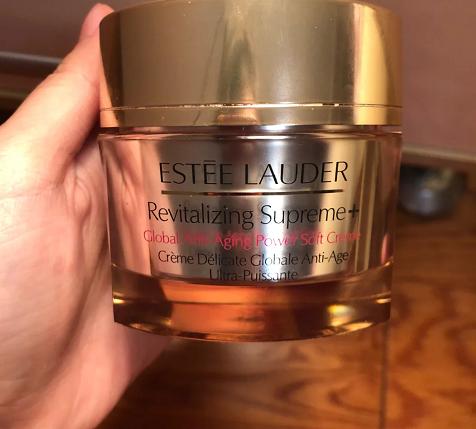 ESTĒE LAUDER
Revitalizing Supreme+
Global Anti-Aging Power Soft Creme
Crème Délicate Globale Anti-Age
Ultra-Puissante